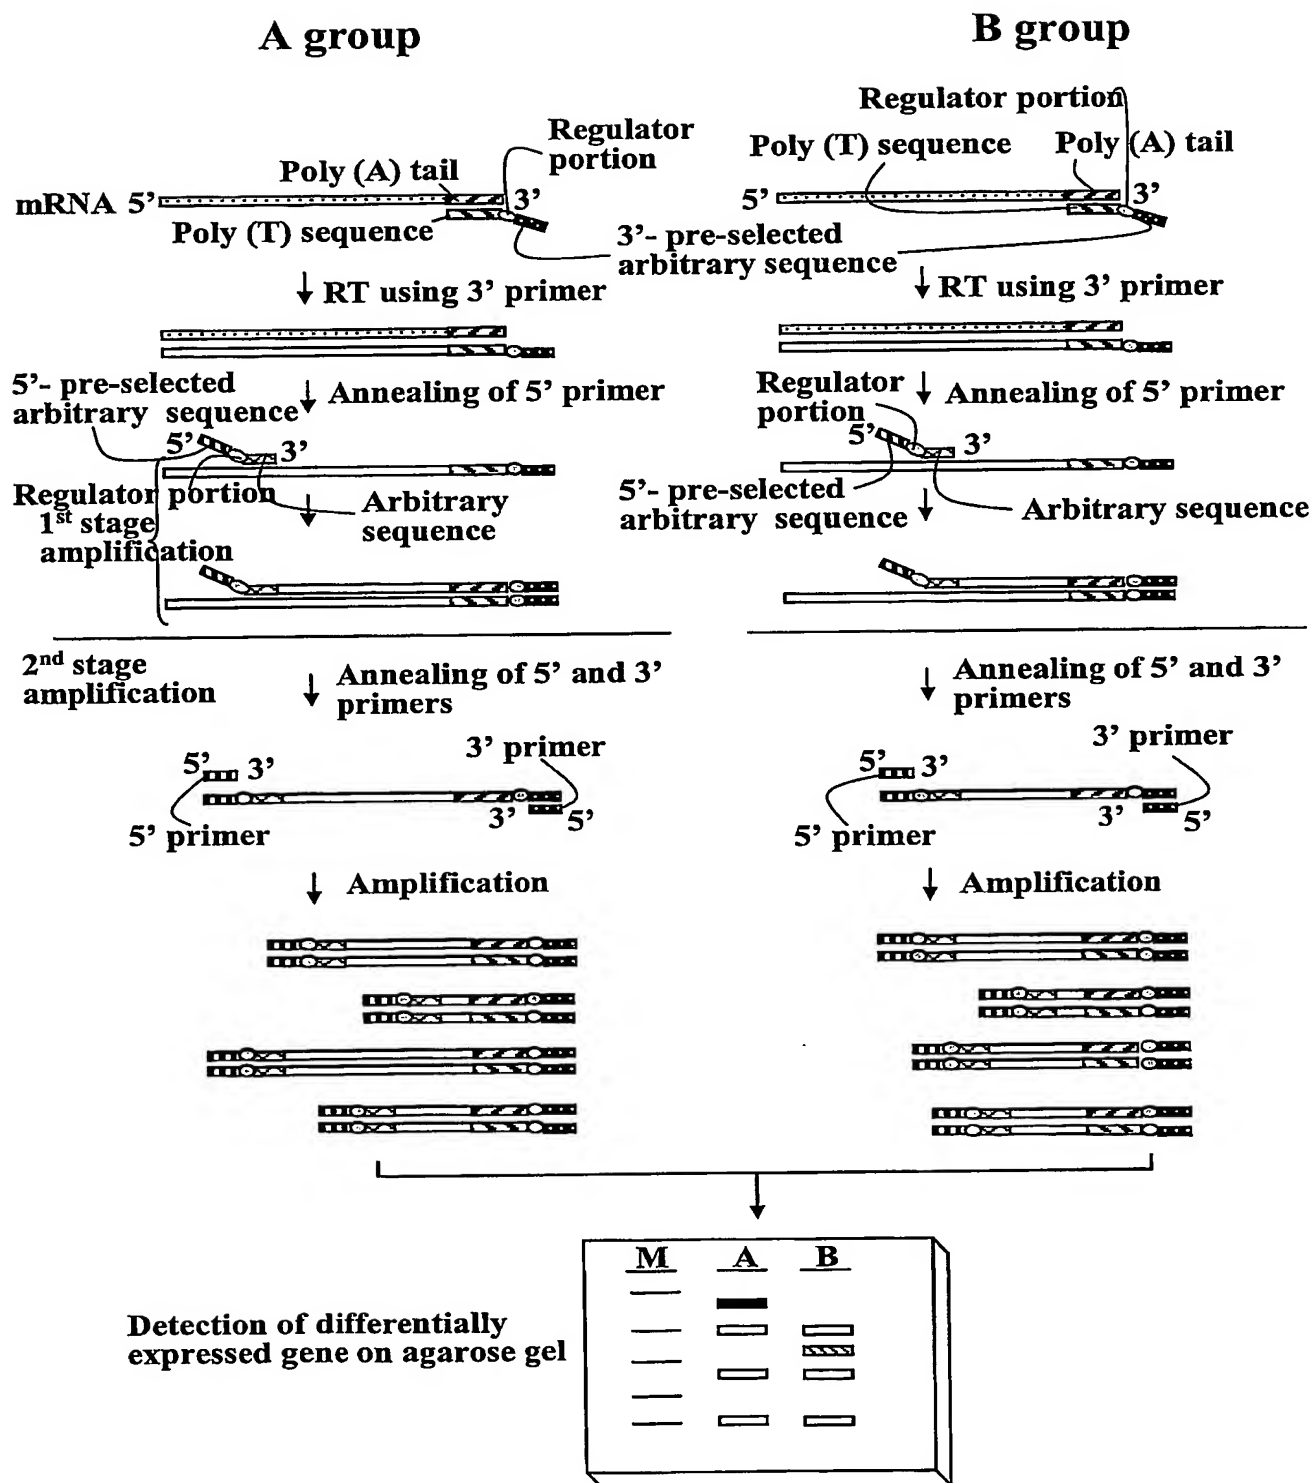 A group
B group
Regulator portion
Regulator
portion
Poly (A) tail
Poly (T) sequence
Poly (A) tail
mRNA 5’
3’
5’
3’
Poly (T) sequence
3’- pre-selected
arbitrary sequence
RT using 3’ primer
RT using 3’ primer
5’- pre-selected
arbitrary sequence
Annealing of 5’ primer
Regulator
portion
Annealing of 5’ primer
5’
3’
5’
3’
Regulator portion
1st stage
amplification
Arbitrary
sequence
5’- pre-selected
arbitrary sequence
Arbitrary sequence
2nd stage
amplification
Annealing of 5’ and 3’
primers
Annealing of 5’ and 3’
primers
3’ primer
3’ primer
5’
3’
5’
3’
3’
5’
3’
5’
5’ primer
5’ primer
Amplification
Amplification
M
A
B
Detection of differentially
expressed gene on agarose gel